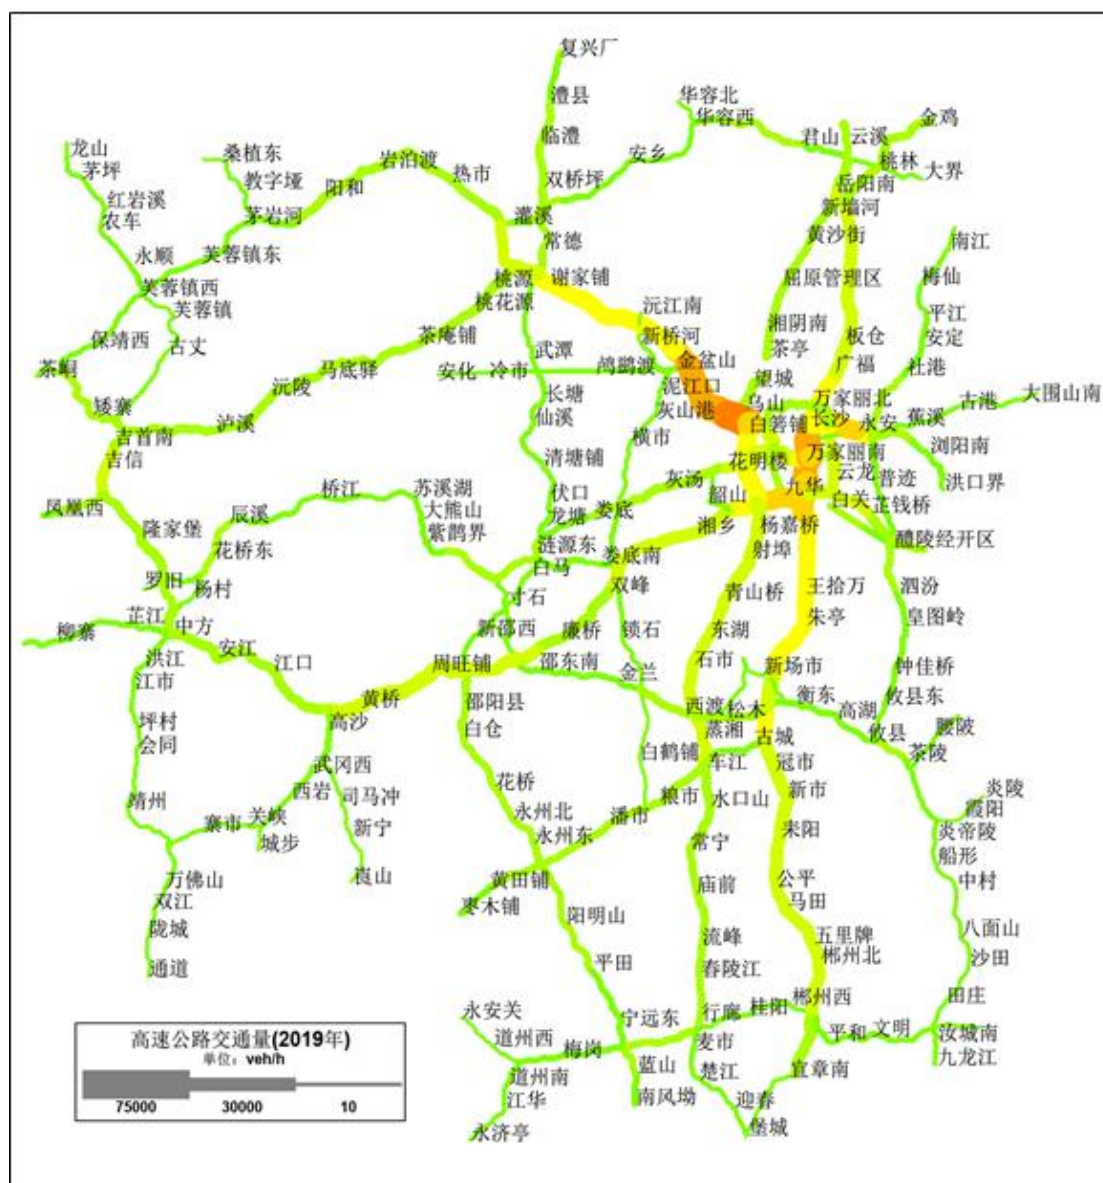 复兴厂
澧县
临澧
华容北
华容西
金鸡
云溪
君山
桃林
大界
龙山
茅坪
桑植东
岩泊渡
热市
安乡
双桥坪
教字垭
阳和
岳阳南
新墙河
红岩溪
农车
茅岩河
灌溪
黄沙街
南江
永顺
芙蓉镇东
常德
桃源
谢家铺
屈原管理区
梅仙
芙蓉镇西
芙蓉镇
桃花源
沅江南
湘阴南
平江
保靖西
古丈
茶庵铺
新桥河
茶亭
板仓
安定
茶峒
马底驿
武潭
安化
冷市
鸬鹚渡
金盆山
泥江口
望城
广福
社港
矮寨
沅陵
长塘
仙溪
灰山港
乌山
万家丽北
长沙
永安
蕉溪
古港
大围山南
吉首南
泸溪
横市
白箬铺
吉信
清塘铺
花明楼
万家丽南
浏阳南
凤凰西
桥江
苏溪湖
灰汤
韶山
九华
云龙
普迹
洪口界
辰溪
大熊山
伏口
龙塘
娄底
湘乡
白关
芷钱桥
隆家堡
紫鹊界
杨嘉桥
醴陵经开区
花桥东
涟源东
白马
娄底南
射埠
罗旧
杨村
双峰
青山桥
王拾万
泗汾
芷江
寸石
朱亭
皇图岭
柳寨
中方
新邵西
廉桥
锁石
东湖
洪江
安江
江口
周旺铺
邵东南
金兰
石市
新场市
钟佳桥
江市
黄桥
邵阳县
西渡
松木
衡东
高湖
攸县东
坪村
会同
高沙
白仓
蒸湘
古城
攸县
腰陂
武冈西
白鹤铺
车江
冠市
茶陵
西岩
司马冲
花桥
粮市
水口山
新市
炎陵
靖州
寨市
关峡
城步
新宁
永州北
永州东
潘市
常宁
耒阳
霞阳
炎帝陵
船形
万佛山
崀山
黄田铺
庙前
公平
马田
中村
双江
枣木铺
阳明山
陇城
流峰
五里牌
郴州北
八面山
通道
平田
舂陵江
沙田
永安关
宁远东
行廊
桂阳
郴州西
田庄
道州西
梅岗
麦市
平和
文明
汝城南
道州南
蓝山
楚江
宜章南
九龙江
江华
南风坳
迎春
永济亭
堡城
高速公路交通量(2019年)
单位：veh/h
75000 30000 10